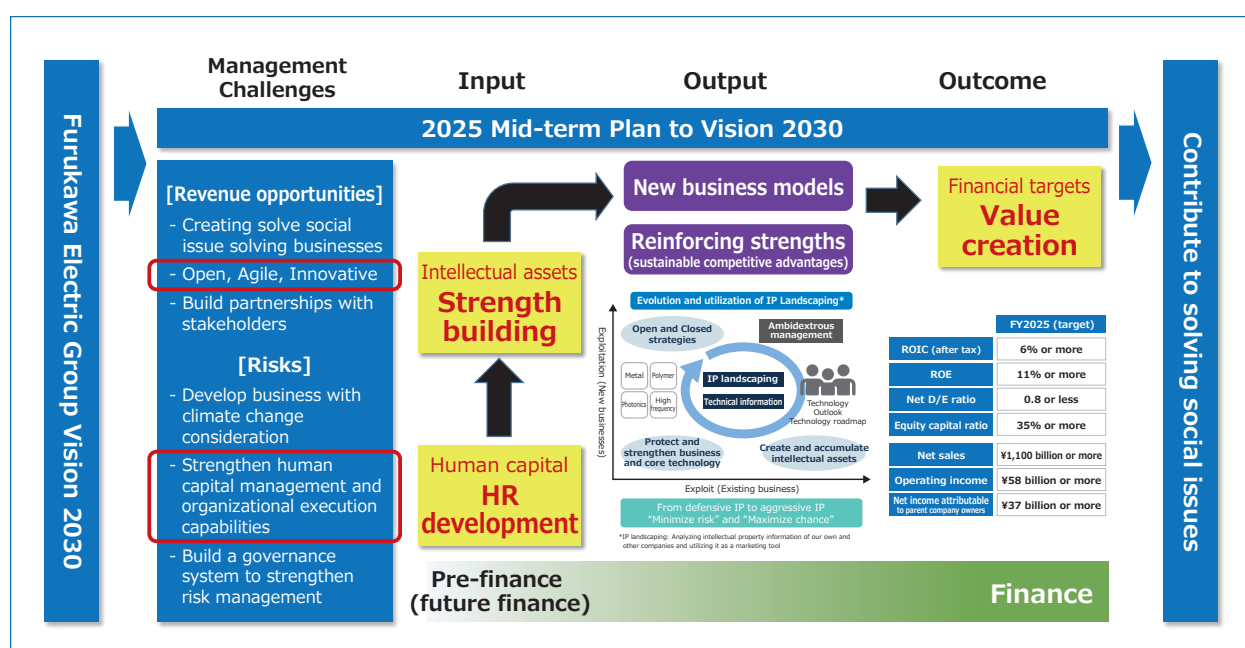 Furukawa Electric Group Vision 2030
Management
Challenges
Input
Output
Outcome
2025 Mid-term Plan to Vision 2030
[Revenue opportunities]
- Creating solve social
issue solving businesses
- Open, Agile, Innovative
- Build partnerships with
stakeholders
[Risks]
- Develop business with
climate change
consideration
- Strengthen human
capital management and
organizational execution
capabilities
- Build a governance
system to strengthen
risk management
Intellectual assets
Strength
building
Human capital
HR
development
Pre-finance
(future finance)
New business models
Reinforcing strengths
(sustainable competitive advantages)
Evolution and utilization of IP Landscaping*
Exploitation (New businesses)
Open and Closed
strategies
Ambidextrous
management
Metal
Polymer
Photonics
High
frequency
IP landscaping
Technical information
Technology
Outlook
Technology roadmap
Protect and
strengthen business
and core technology
Create and accumulate
intellectual assets
Exploit (Existing business)
From defensive IP to aggressive IP
“Minimize risk” and “Maximize chance”
*IP landscaping: Analyzing intellectual property information of our own and
other companies and utilizing it as a marketing tool
Financial targets
Value
creation
FY2025 (target)
ROIC (after tax) 6% or more
ROE 11% or more
Net D/E ratio 0.8 or less
Equity capital ratio 35% or more
Net sales ¥1,100 billion or more
Operating income ¥58 billion or more
Net income attributable
to parent company owners ¥37 billion or more
Finance
Contribute to solving social issues